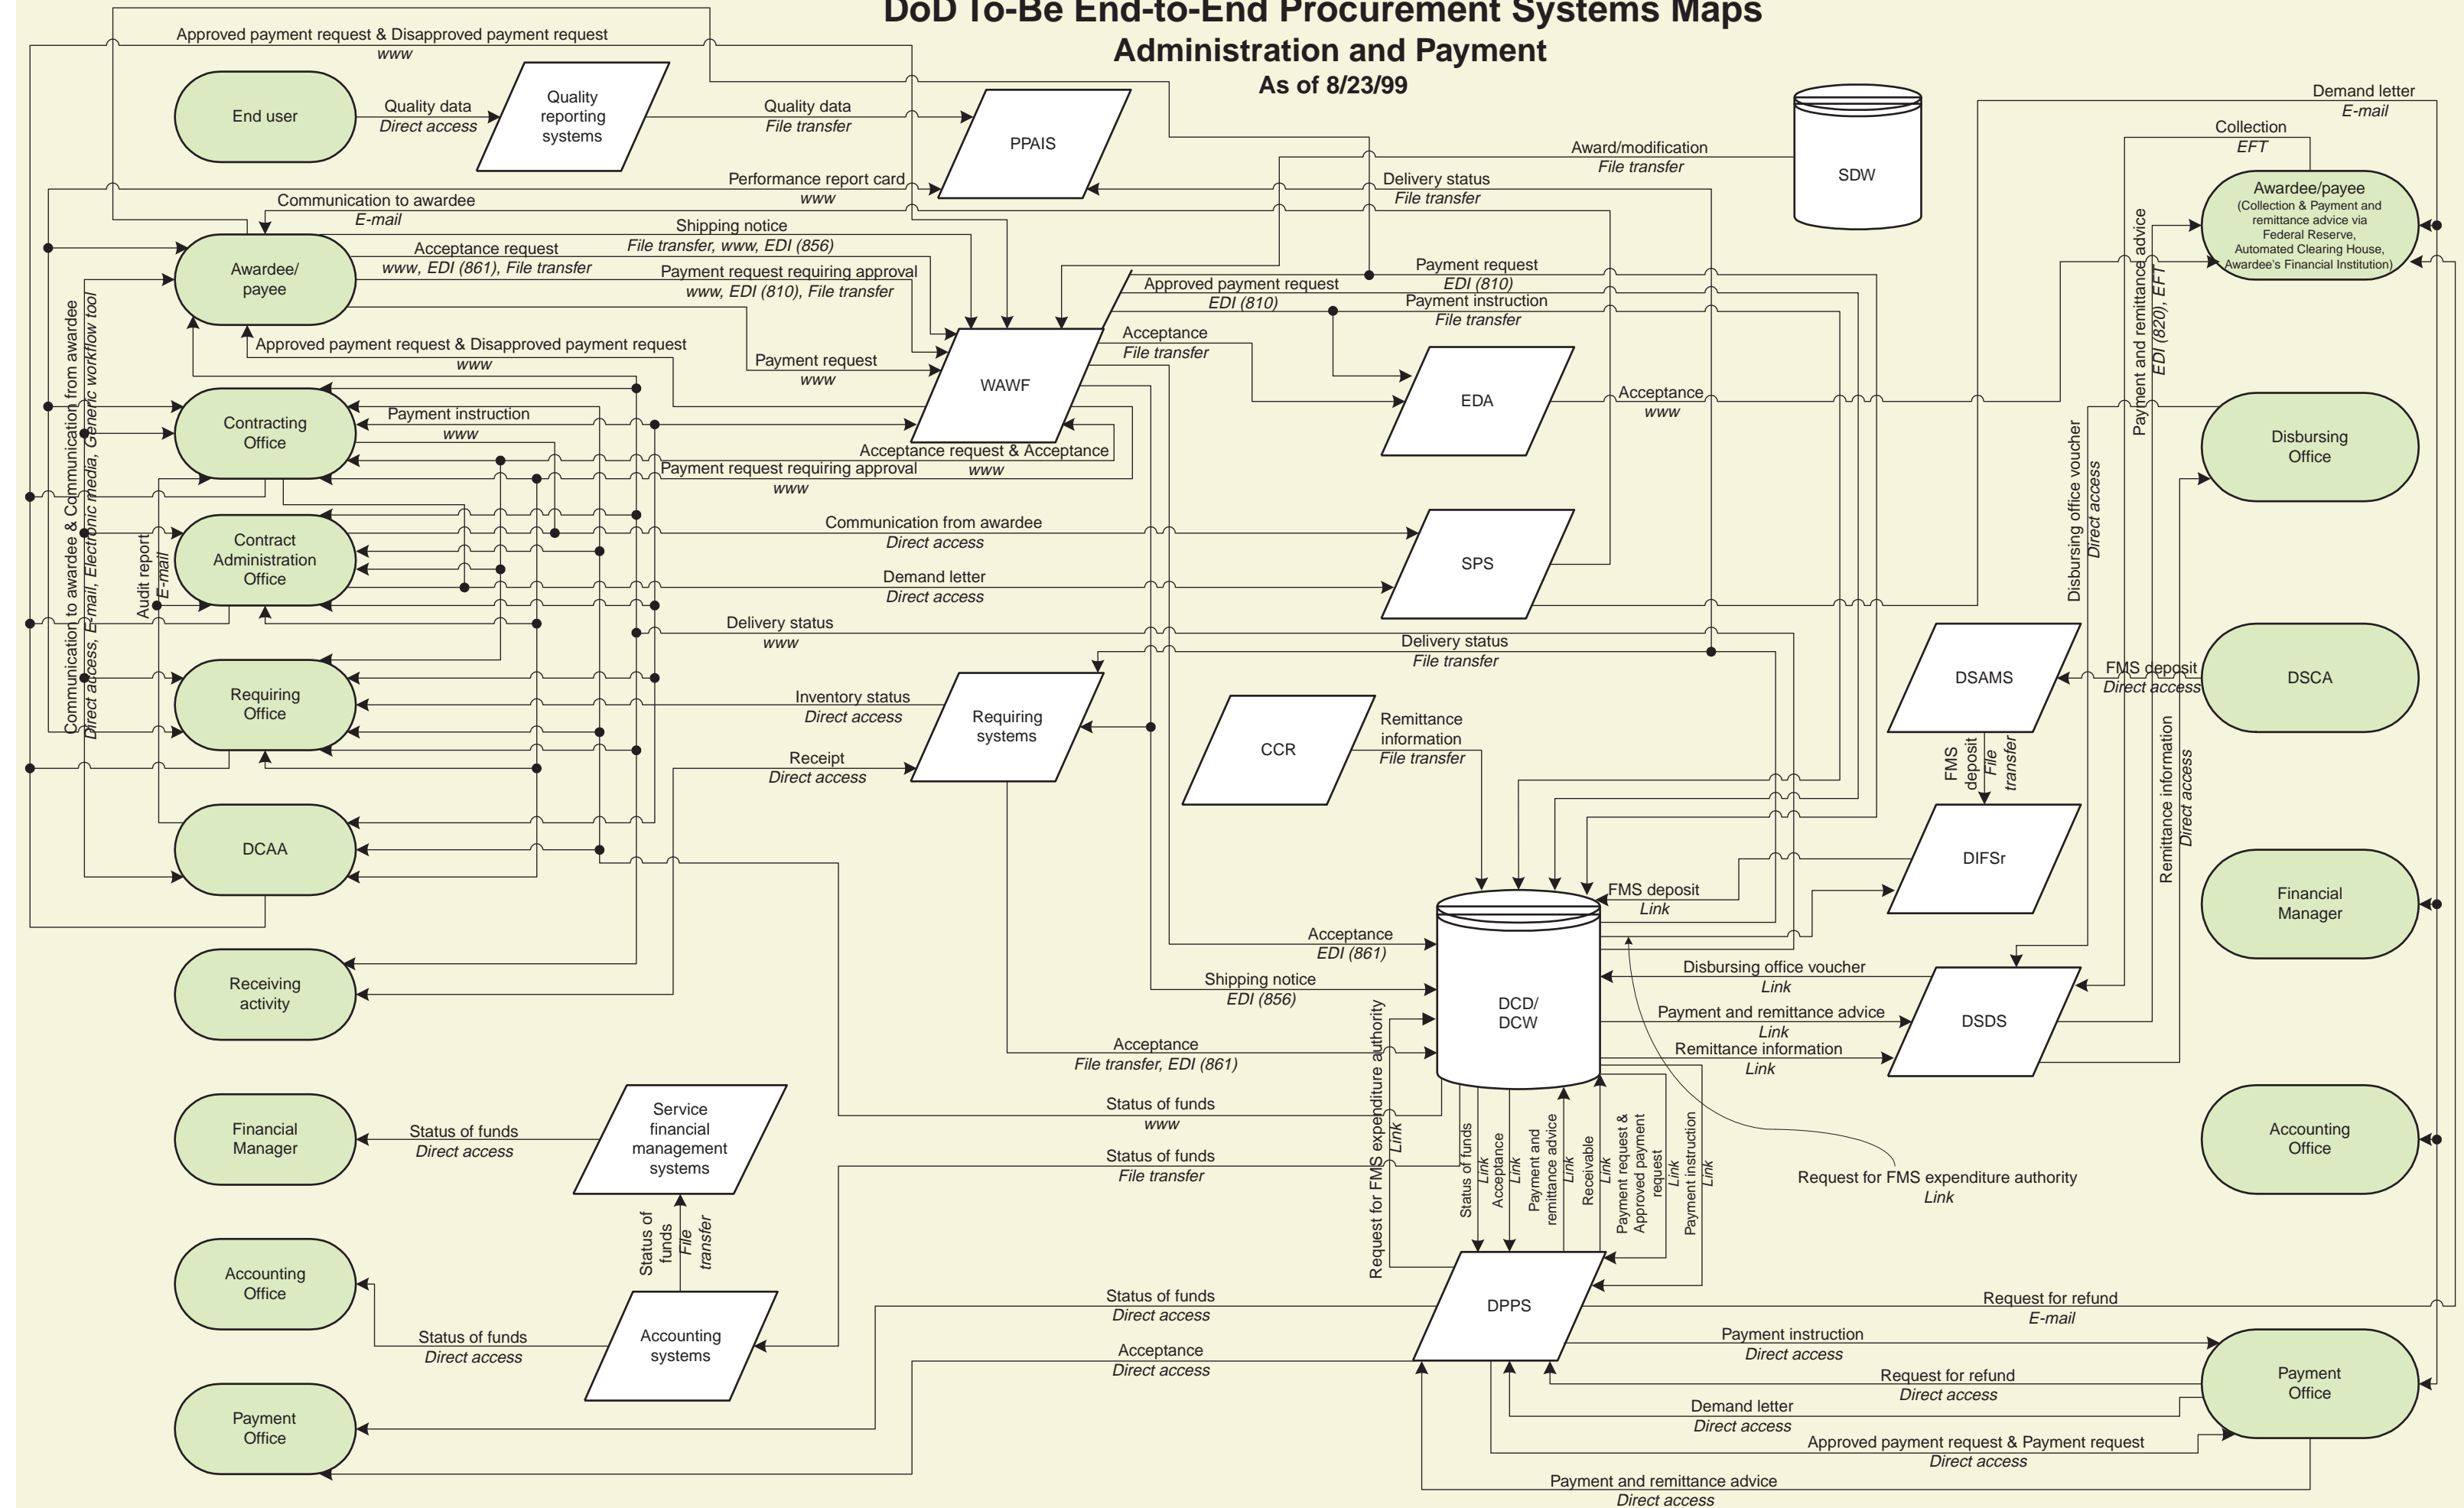 DoD To-Be End-to-End Procurement Systems Maps
Administration and Payment
As of 8/23/99
Approved payment request & Disapproved payment request
www
End user
Quality data
Direct access
Quality
reporting
systems
Quality data
File transfer
PPAIS
SDW
Award/modification
File transfer
Demand letter
E-mail
Collection
EFT
Performance report card
www
Delivery status
File transfer
Communication to awardee
E-mail
Awardee/payee
(Collection & Payment and
remittance advice via
Federal Reserve,
Automated Clearing House,
Awardee's Financial Institution)
Shipping notice
File transfer, www, EDI (856)
Acceptance request
www, EDI (861), File transfer
Awardee/
payee
Payment request requiring approval
www, EDI (810), File transfer
Payment request
EDI (810)
Approved payment request
EDI (810)
Payment instruction
File transfer
Acceptance
File transfer
Approved payment request & Disapproved payment request
www
Payment request
www
WAWF
EDA
Acceptance
www
Payment and remittance advice
EDI (820), EFT
Communication to awardee & Communication from awardee
Direct access, E-mail, Electronic media, Generic workflow tool
Contracting
Office
Payment instruction
www
Acceptance request & Acceptance
www
Payment request requiring approval
www
Disbursing
Office
Disbursing office voucher
Direct access
Audit report
E-mail
Contract
Administration
Office
Communication from awardee
Direct access
SPS
Demand letter
Direct access
Delivery status
www
Delivery status
File transfer
DSAMS
FMS deposit
Direct access
DSCA
Requiring
Office
Inventory status
Direct access
Requiring
systems
CCR
Remittance
information
File transfer
FMS
deposit
File
transfer
Remittance information
Direct access
Receipt
Direct access
DCAA
DIFSr
Financial
Manager
FMS deposit
Link
Acceptance
EDI (861)
Receiving
activity
Shipping notice
EDI (856)
DCD/
DCW
Disbursing office voucher
Link
Payment and remittance advice
Link
DSDS
Remittance information
Link
Acceptance
File transfer, EDI (861)
Financial
Manager
Status of funds
Direct access
Service
financial
management
systems
Status of funds
www
Status of funds
File transfer
Request for FMS expenditure authority
Link
Status of funds
Link
Acceptance
Link
Payment and
remittance advice
Link
Receivable
Link
Payment request &
Approved payment
request
Link
Payment instruction
Link
Request for FMS expenditure authority
Link
Accounting
Office
Status of
funds
File
transfer
Accounting
Office
Status of funds
Direct access
Accounting
systems
Status of funds
Direct access
DPPS
Request for refund
E-mail
Payment instruction
Direct access
Acceptance
Direct access
Request for refund
Direct access
Payment
Office
Demand letter
Direct access
Payment
Office
Approved payment request & Payment request
Direct access
Payment and remittance advice
Direct access